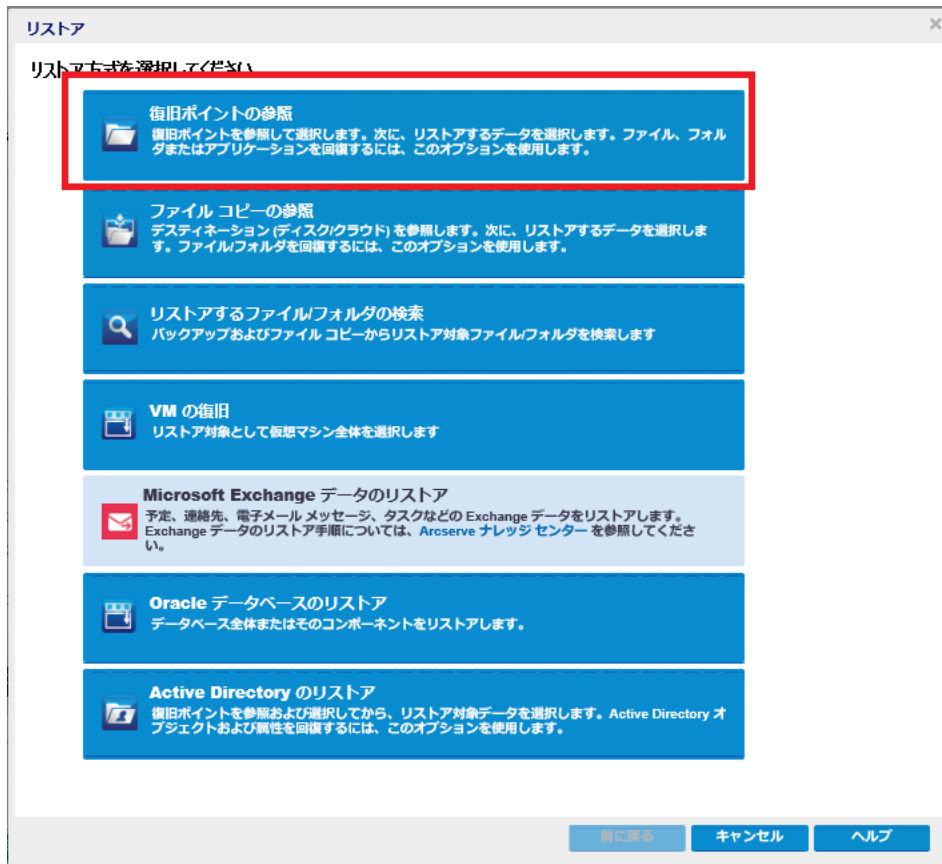 リストア
リストア方式を選択してください
復旧ポイントの参照
復旧ポイントを参照して選択します。次に、リストアするデータを選択します。ファイル、フォル
ダまたはアプリケーションを回復するには、このオプションを使用します。
ファイル コピーの参照
デスティネーション (ディスク/クラウド) を参照します。次に、リストアするデータを選択しま
す。ファイル/フォルダを回復するには、このオプションを使用します。
リストアするファイル/フォルダの検索
バックアップおよびファイル コピーからリストア対象ファイル/フォルダを検索します
VM の復旧
リストア対象として仮想マシン全体を選択します
Microsoft Exchange データのリストア
予定、連絡先、電子メール メッセージ、タスクなどの Exchange データをリストアします。
Exchange データのリストア手順については、Arcserve ナレッジ センター を参照してくださ
い。
Oracle データベースのリストア
データベース全体またはそのコンポーネントをリストアします。
Active Directory のリストア
復旧ポイントを参照および選択してから、リストア対象データを選択します。Active Directory オ
ブジェクトおよび属性を回復するには、このオプションを使用します。
前に戻る キャンセル ヘルプ